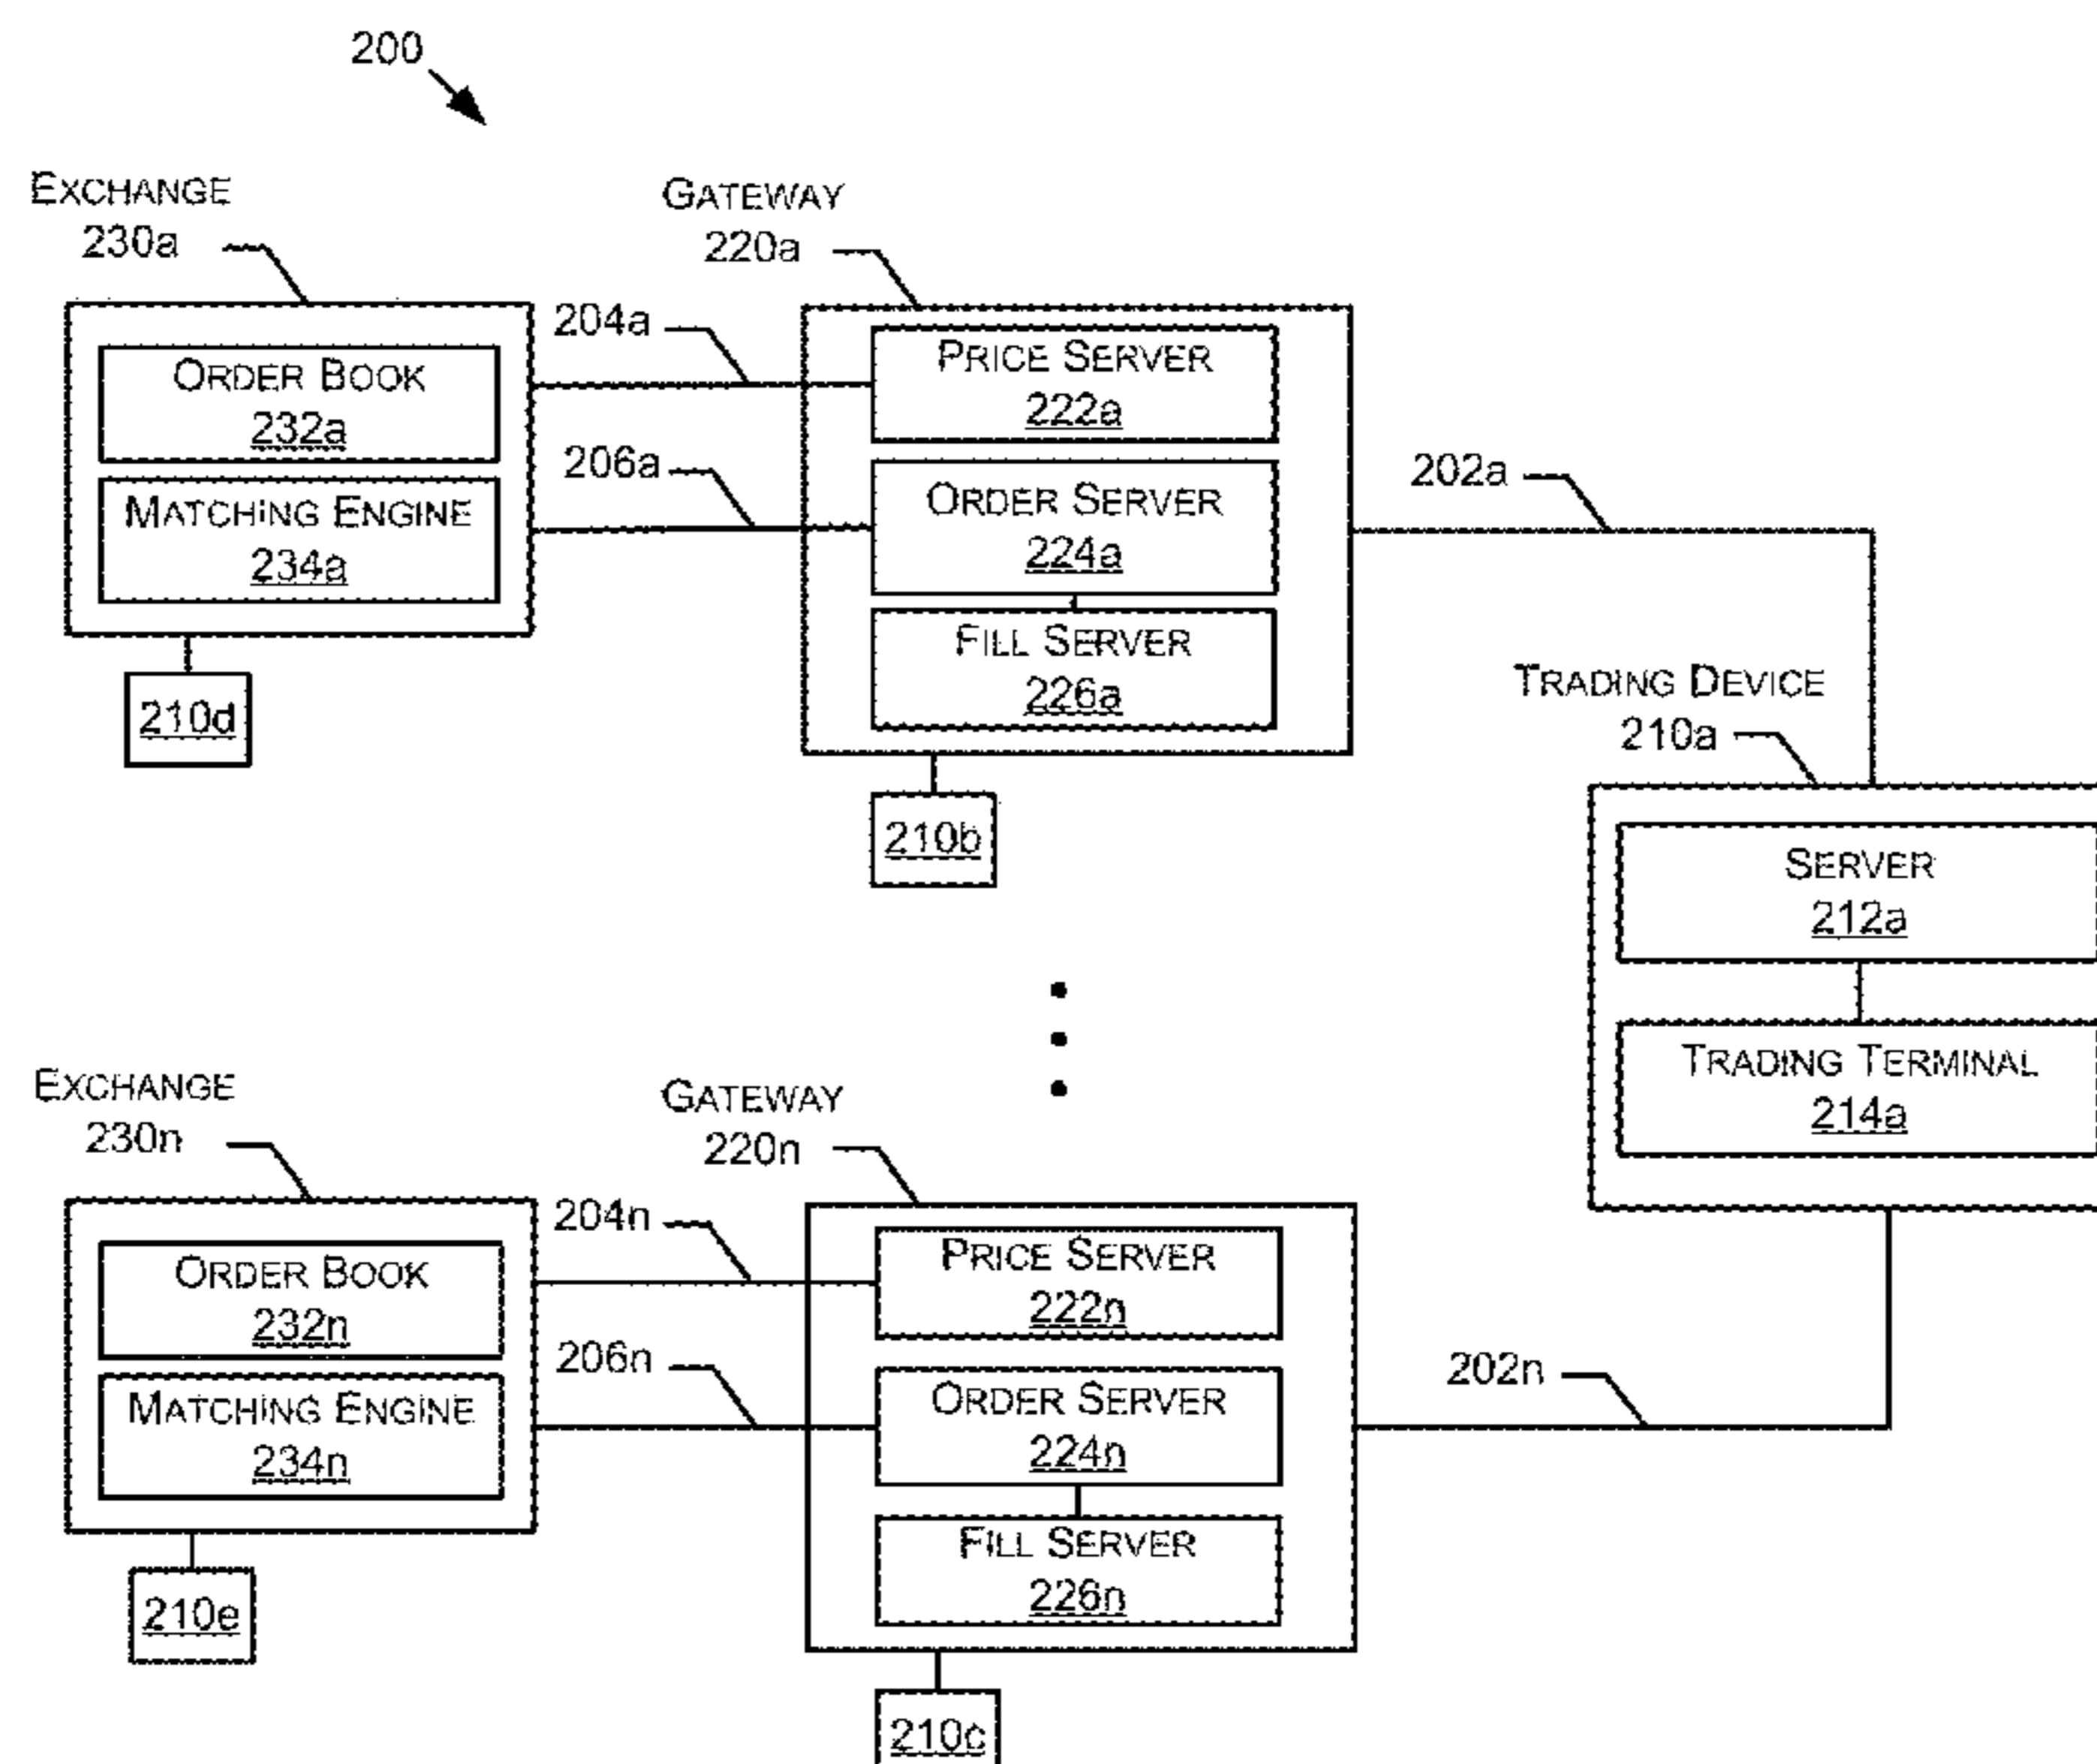 200
EXCHANGE
230a
GATEWAY
220a
204a
206a
ORDER BOOK
232a
MATCHING ENGINE
234a
210d
PRICE SERVER
222a
ORDER SERVER
224a
FILL SERVER
226a
210b
202a
TRADING DEVICE
210a
SERVER
212a
TRADING TERMINAL
214a
EXCHANGE
230n
GATEWAY
220n
204n
206n
ORDER BOOK
232n
MATCHING ENGINE
234n
210e
PRICE SERVER
222n
ORDER SERVER
224n
FILL SERVER
226n
210c
202n